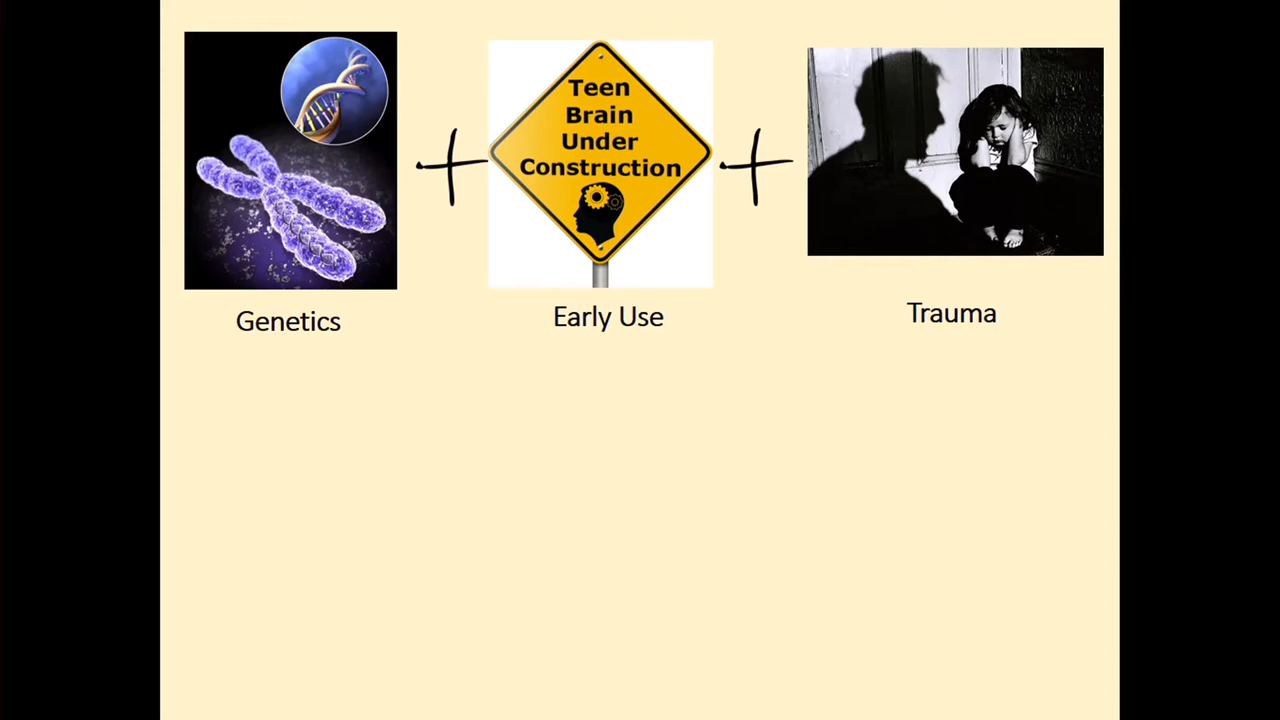 Teen
Brain
Under
Construction
+
+
Genetics
Early Use
Trauma